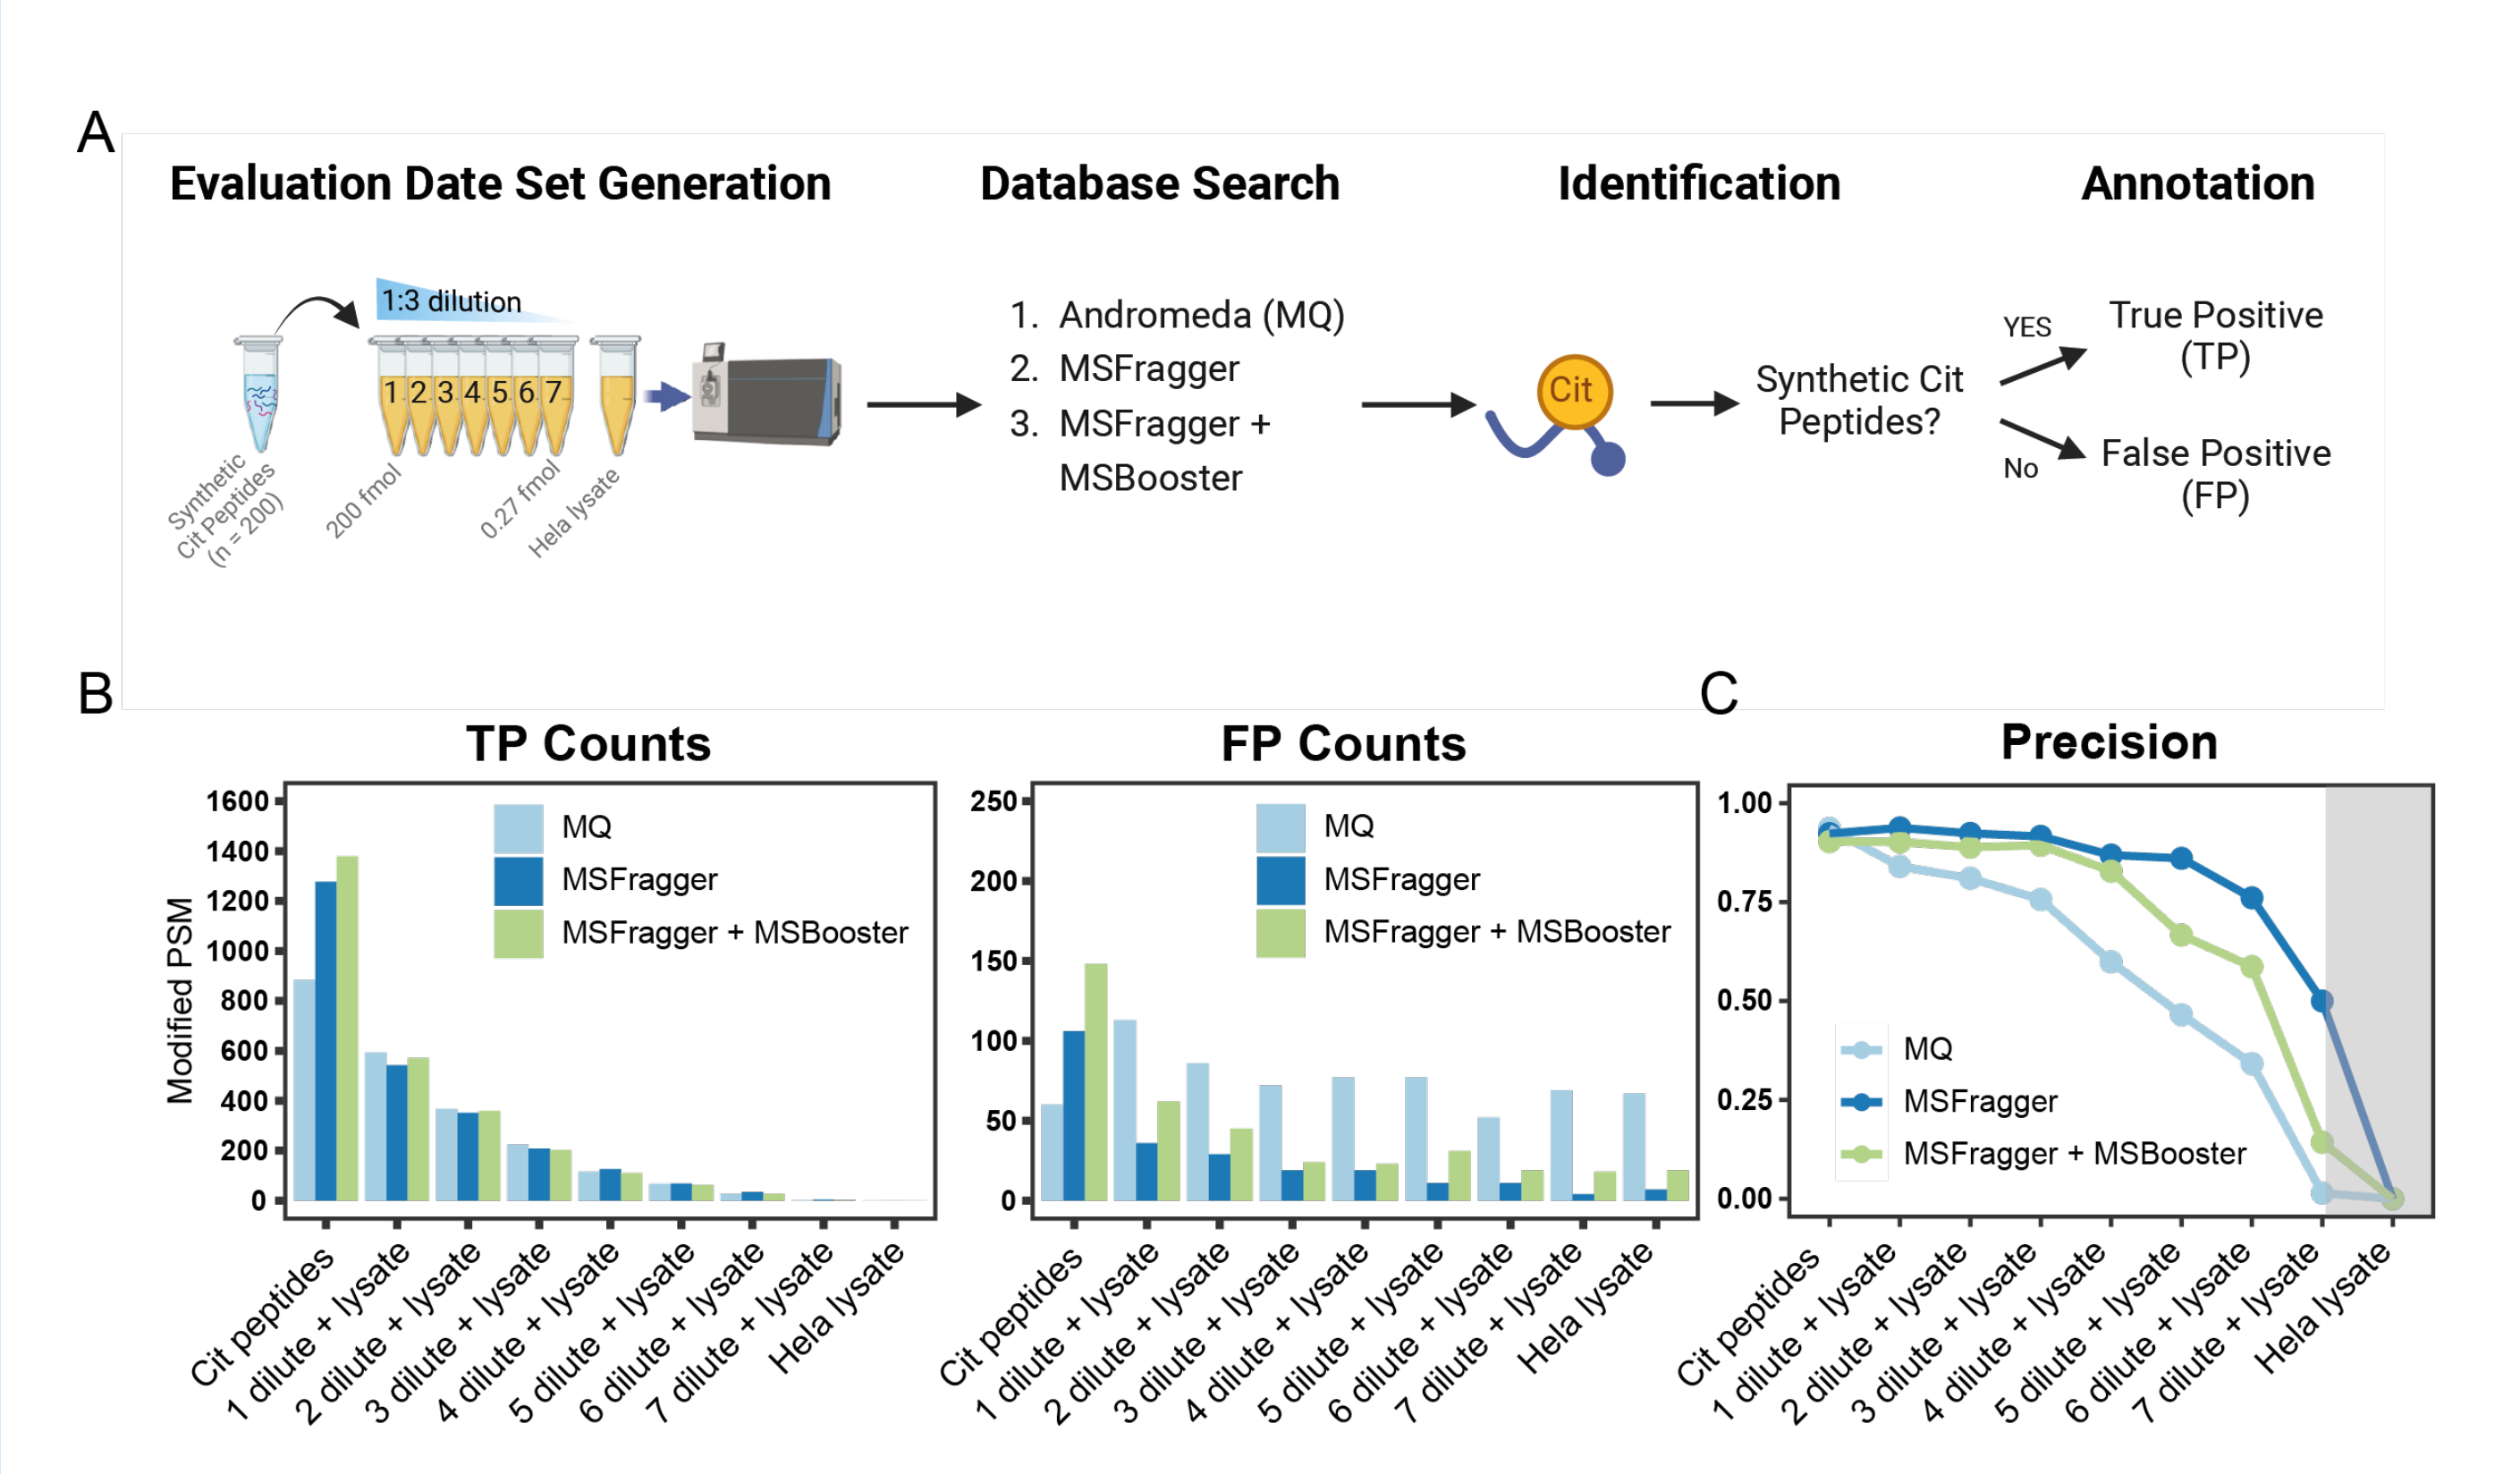 A
Evaluation Date Set Generation
Database Search
Identification
Annotation
1:3 dilution
1 2 3 4 5 6 7
Synthetic
Cit Peptides
(n = 200)
200 fmol
0.27 fmol
Hela lysate
1. Andromeda (MQ)
2. MSFragger
3. MSFragger +
MSBooster
Cit
Synthetic Cit
Peptides?
YES
No
True Positive
(TP)
False Positive
(FP)
B
TP Counts
Modified PSM
1600
1400
1200
1000
800
600
400
200
0
MQ
MSFragger
MSFragger + MSBooster
Cit peptides
1 dilute + lysate
2 dilute + lysate
3 dilute + lysate
4 dilute + lysate
5 dilute + lysate
6 dilute + lysate
7 dilute + lysate
Hela lysate
FP Counts
250
200
150
100
50
0
MQ
MSFragger
MSFragger + MSBooster
Cit peptides
1 dilute + lysate
2 dilute + lysate
3 dilute + lysate
4 dilute + lysate
5 dilute + lysate
6 dilute + lysate
7 dilute + lysate
Hela lysate
C
Precision
1.00
0.75
0.50
0.25
0.00
MQ
MSFragger
MSFragger + MSBooster
Cit peptides
1 dilute + lysate
2 dilute + lysate
3 dilute + lysate
4 dilute + lysate
5 dilute + lysate
6 dilute + lysate
7 dilute + lysate
Hela lysate